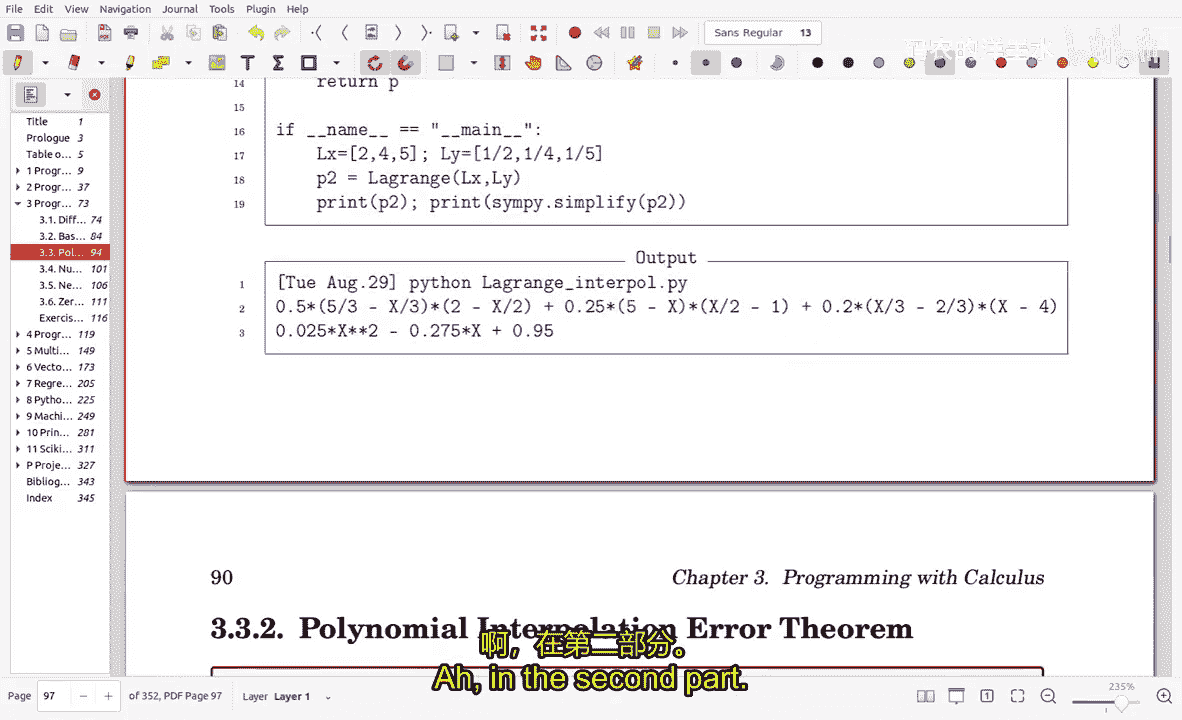 File Edit View Navigation Journal Tools Plugin Help
Sans Regular 13
Title 1
Prologue 3
Table o... 5
1 Progr... 9
2 Progr... 37
3 Progr... 73
3.1. Diff... 74
3.2. Bas... 84
3.3. Pol... 94
3.4. Nu... 101
3.5. Ne... 106
3.6. Zer... 111
Exercis... 116
4 Progr... 119
5 Multi... 149
6 Vecto... 173
7 Regre... 205
8 Pytho... 225
9 Machi... 249
10 Prin... 281
11 Sciki... 311
P Proje... 327
Bibliog... 343
Index 345
14 return p
15
16 if __name__ == "__main__":
17 Lx=[2,4,5]; Ly=[1/2,1/4,1/5]
18 p2 = Lagrange(Lx,Ly)
19 print(p2); print(sympy.simplify(p2))
Output
1 [Tue Aug.29] python Lagrange_interpol.py
2 0.5*(5/3 - X/3)*(2 - X/2) + 0.25*(5 - X)*(X/2 - 1) + 0.2*(X/3 - 2/3)*(X - 4)
3 0.025*X**2 - 0.275*X + 0.95
90 Chapter 3. Programming with Calculus
3.3.2. Polynomial Interpolation Error Theorem
啊，在第二部分。
Ah, in the second part.
Page 97 of 352, PDF Page 97 Layer Layer 1 235%